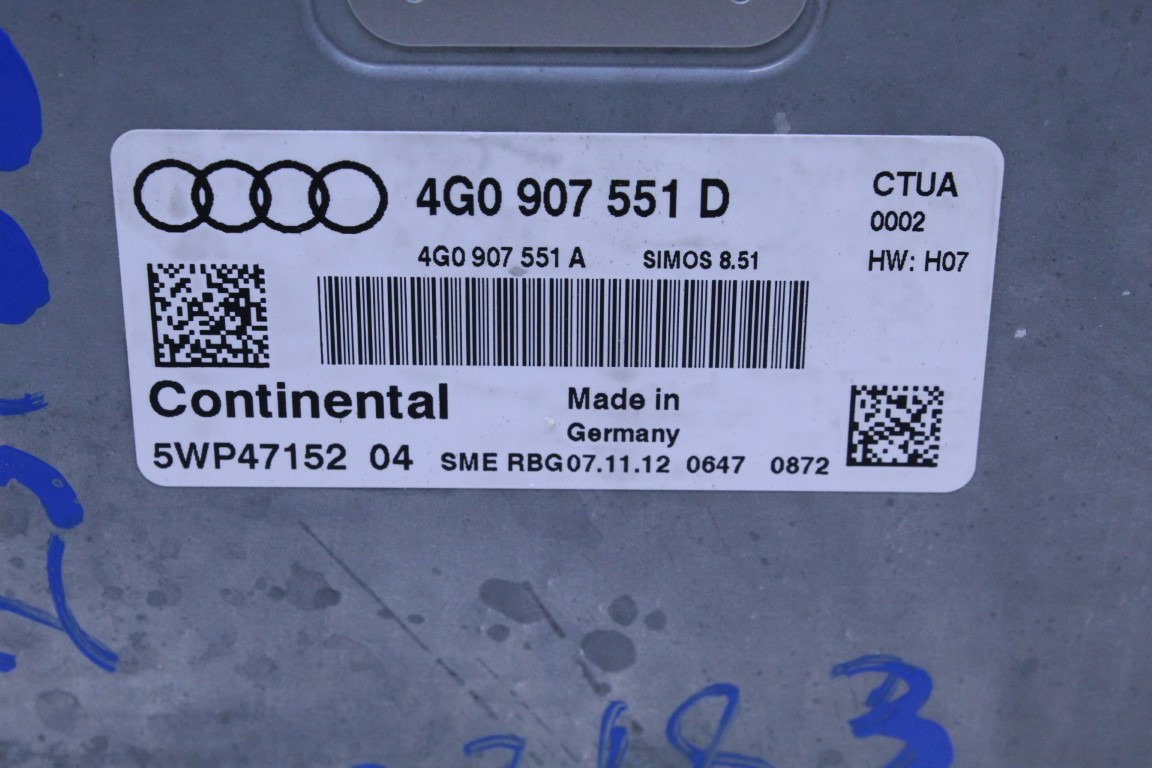 4G0 907 551 D
CTUA
0002
4G0 907 551 A SIMOS 8.51
HW: H07
Continental
Made in
Germany
5WP47152 04 SME RBG07.11.12 0647 0872
183